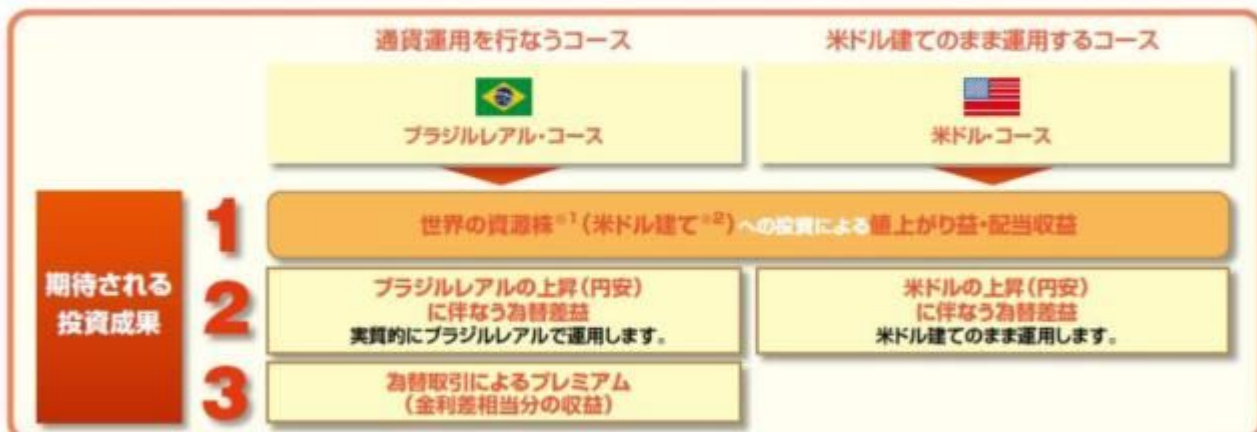 通貨運用を行なうコース
米ドル建てのまま運用するコース
ブラジルレアル・コース
米ドル・コース
期待される
投資成果
1
世界の資源株※1(米ドル建て※2)への投資による値上がり益・配当収益
2
ブラジルレアルの上昇(円安)
に伴なう為替差益
実質的にブラジルレアルで運用します。
米ドルの上昇(円安)
に伴なう為替差益
米ドル建てのまま運用します。
3
為替取引によるプレミアム
(金利差相当分の収益)